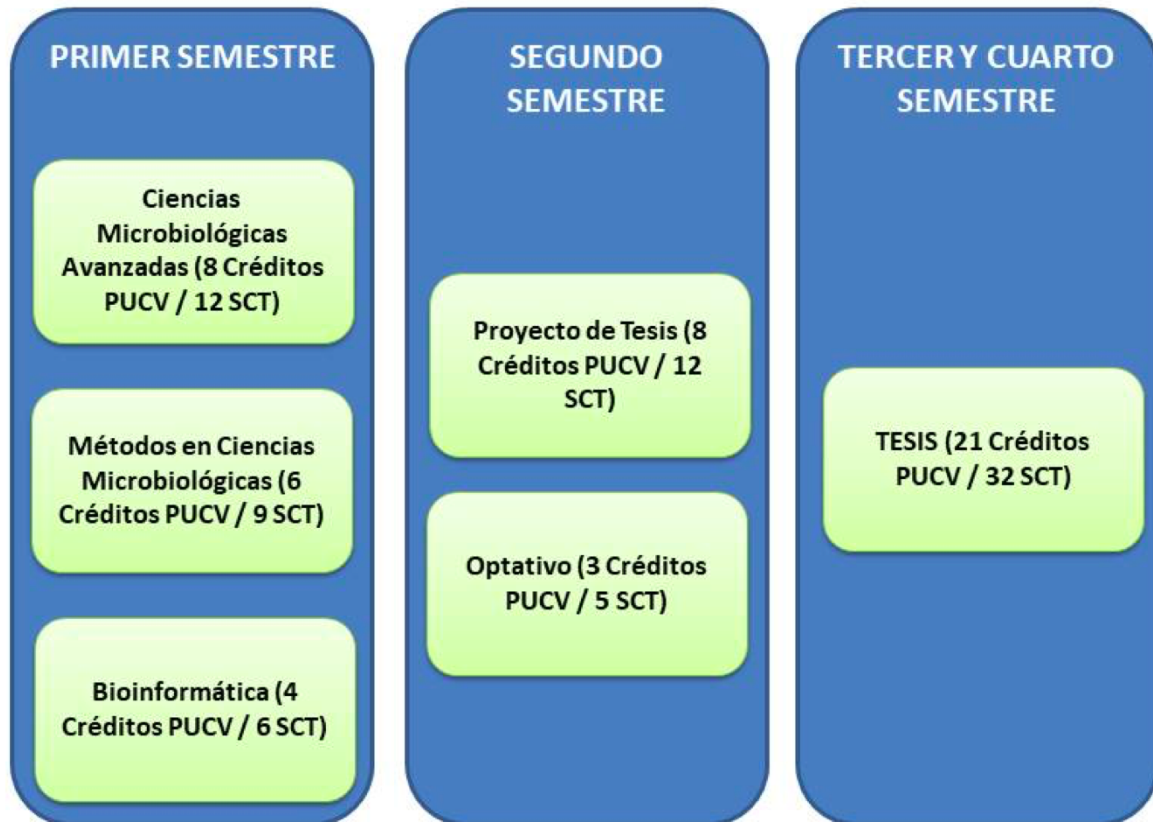 PRIMER SEMESTRE
Ciencias
Microbiológicas
Avanzadas (8 Créditos
PUCV / 12 SCT)
Métodos en Ciencias
Microbiológicas (6
Créditos PUCV / 9 SCT)
Bioinformática (4
Créditos PUCV / 6 SCT)
SEGUNDO
SEMESTRE
Proyecto de Tesis (8
Créditos PUCV / 12
SCT)
Optativo (3 Créditos
PUCV / 5 SCT)
TERCER Y CUARTO
SEMESTRE
TESIS (21 Créditos
PUCV / 32 SCT)